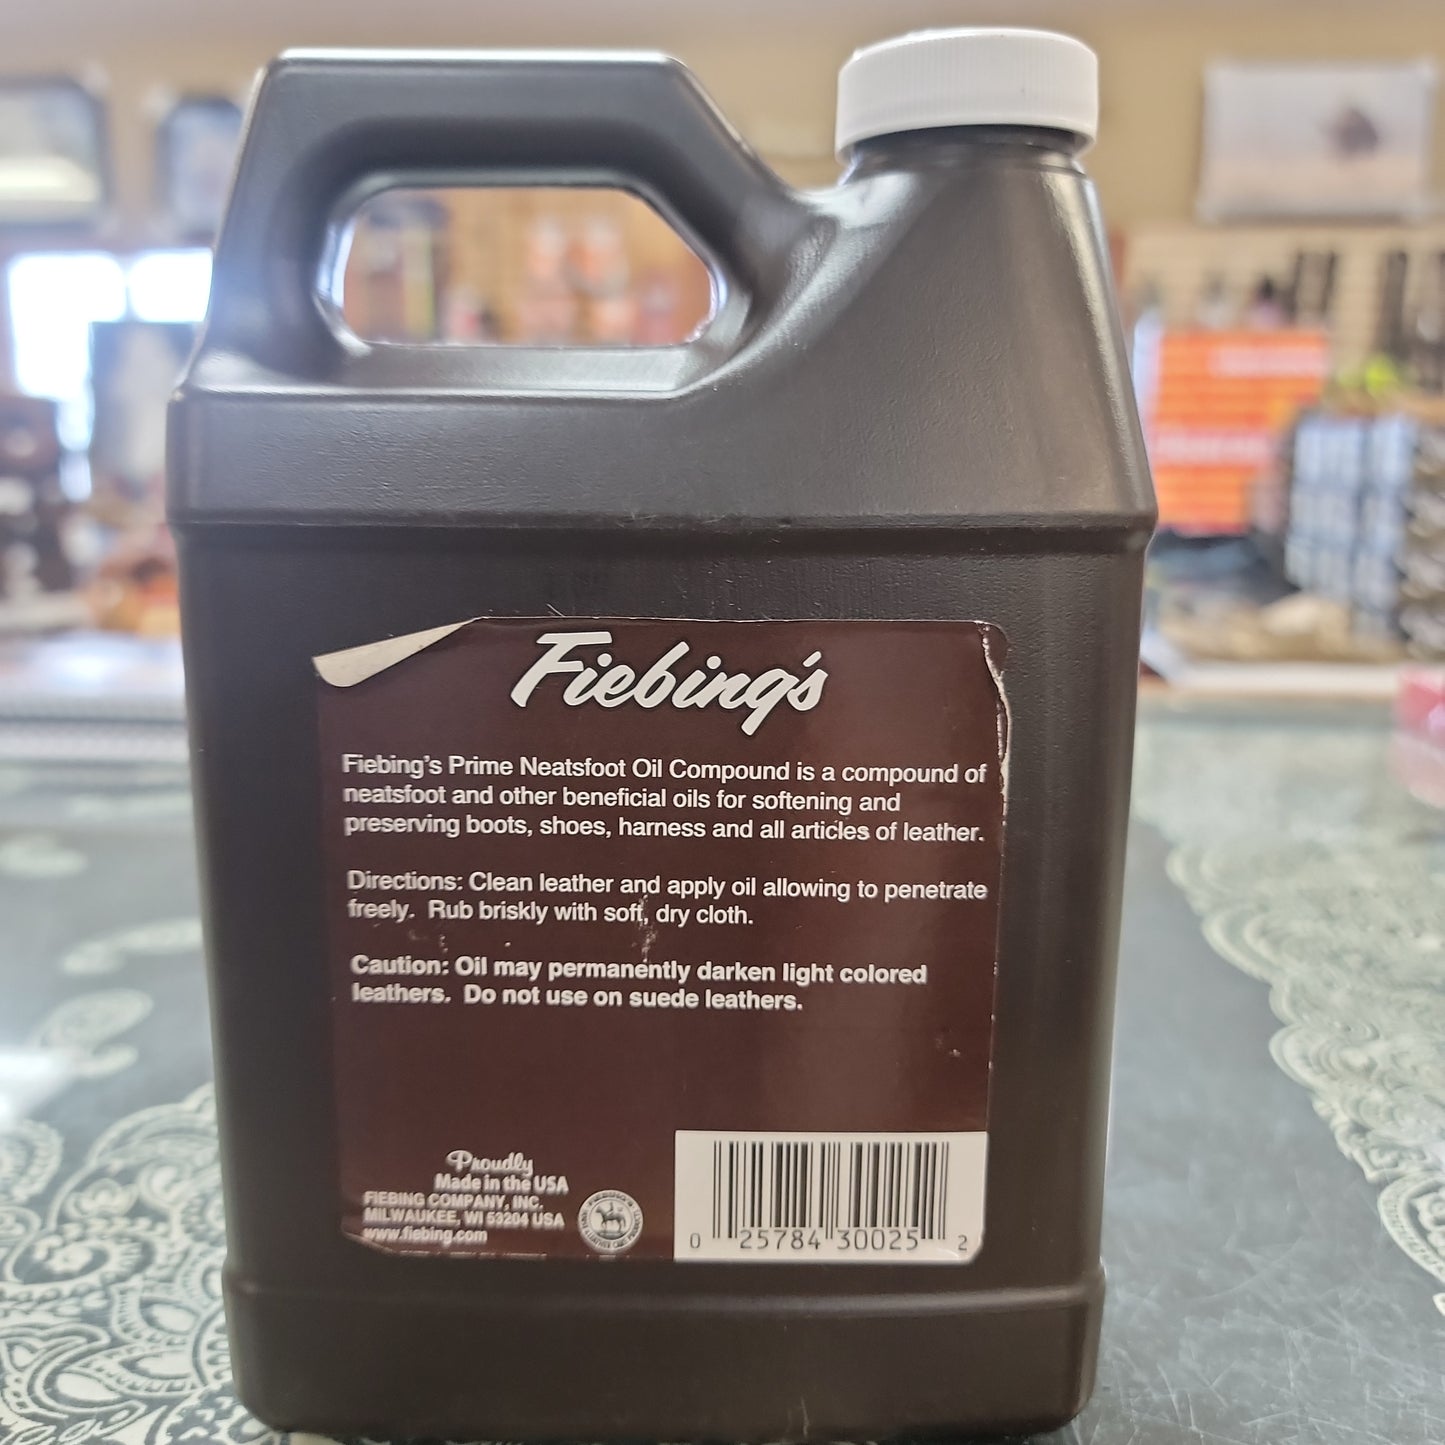 Fiebing's
Fiebing's Prime Neatsfoot Oil Compound is a compound of
neatsfoot and other beneficial oils for softening and
preserving boots, shoes, harness and all articles of leather.
Directions: Clean leather and apply oil allowing to penetrate
freely. Rub briskly with soft, dry cloth.
Caution: Oil may permanently darken light colored
leathers. Do not use on suede leathers.
Proudly
Made in the USA
FIEBING COMPANY, INC.
MILWAUKEE, WI 53204 USA
www.fiebing.com
0 25784 30025 2